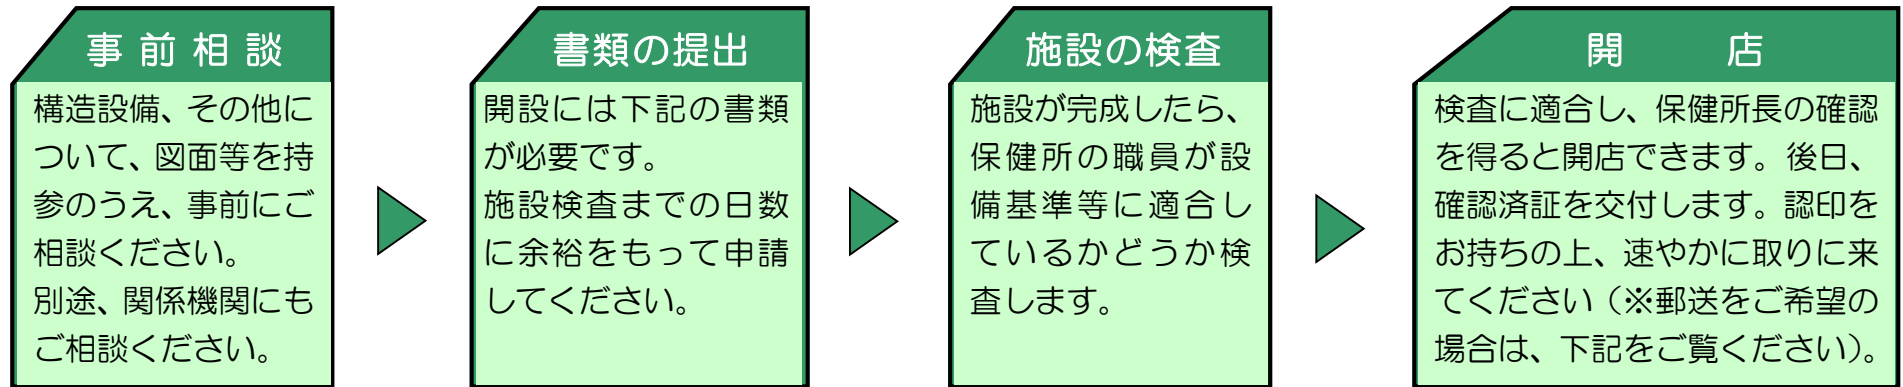 事前相談
構造設備、その他に
ついて、図面等を持
参のうえ、事前にご
相談ください。
別途、関係機関にも
ご相談ください。
書類の提出
開設には下記の書類
が必要です。
施設検査までの日数
に余裕をもって申請
してください。
施設の検査
施設が完成したら、
保健所の職員が設
備基準等に適合し
ているかどうか検
査します。
開店
検査に適合し、保健所長の確認
を得ると開店できます。後日、
確認済証を交付します。認印を
お持ちの上、速やかに取りに来
てください（※郵送をご希望の
場合は、下記をご覧ください）。